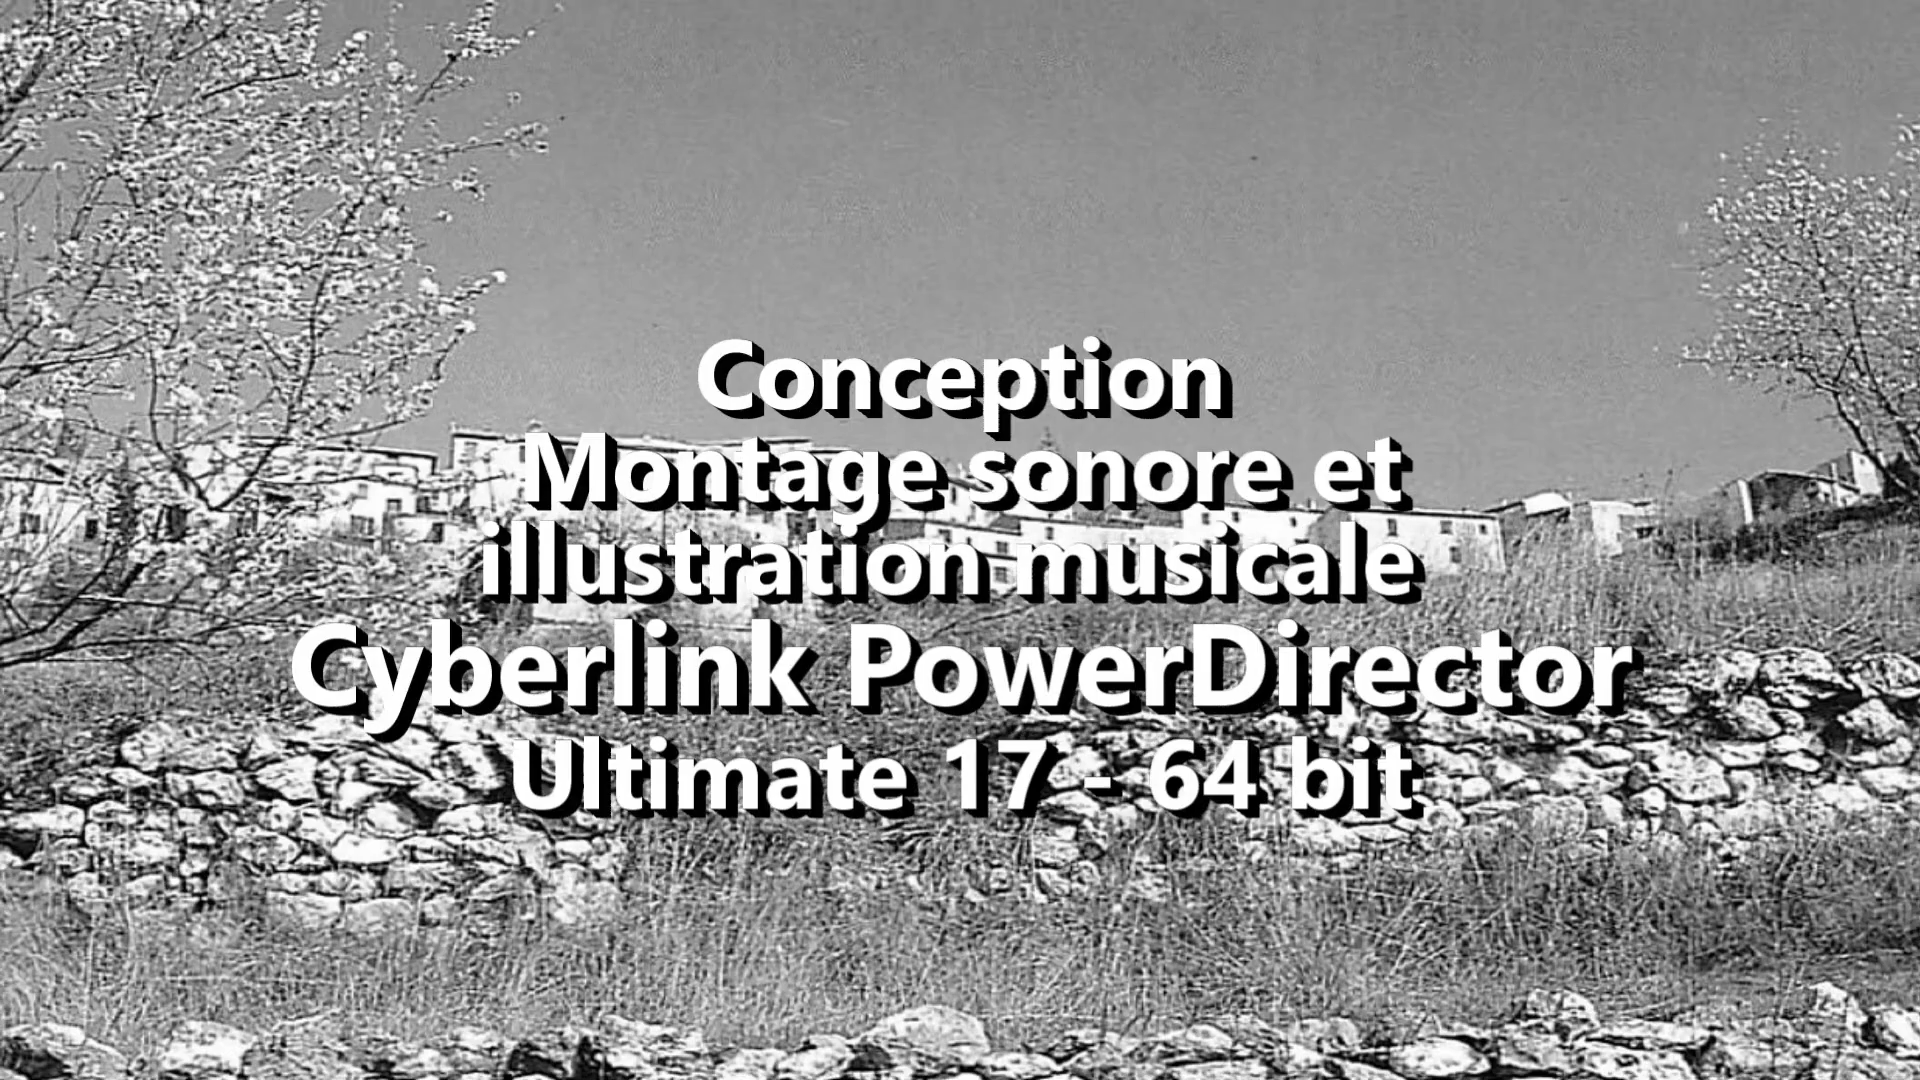 Conception
Montage sonore et
illustration musicale
Cyberlink PowerDirector
Ultimate 17 - 64 bit